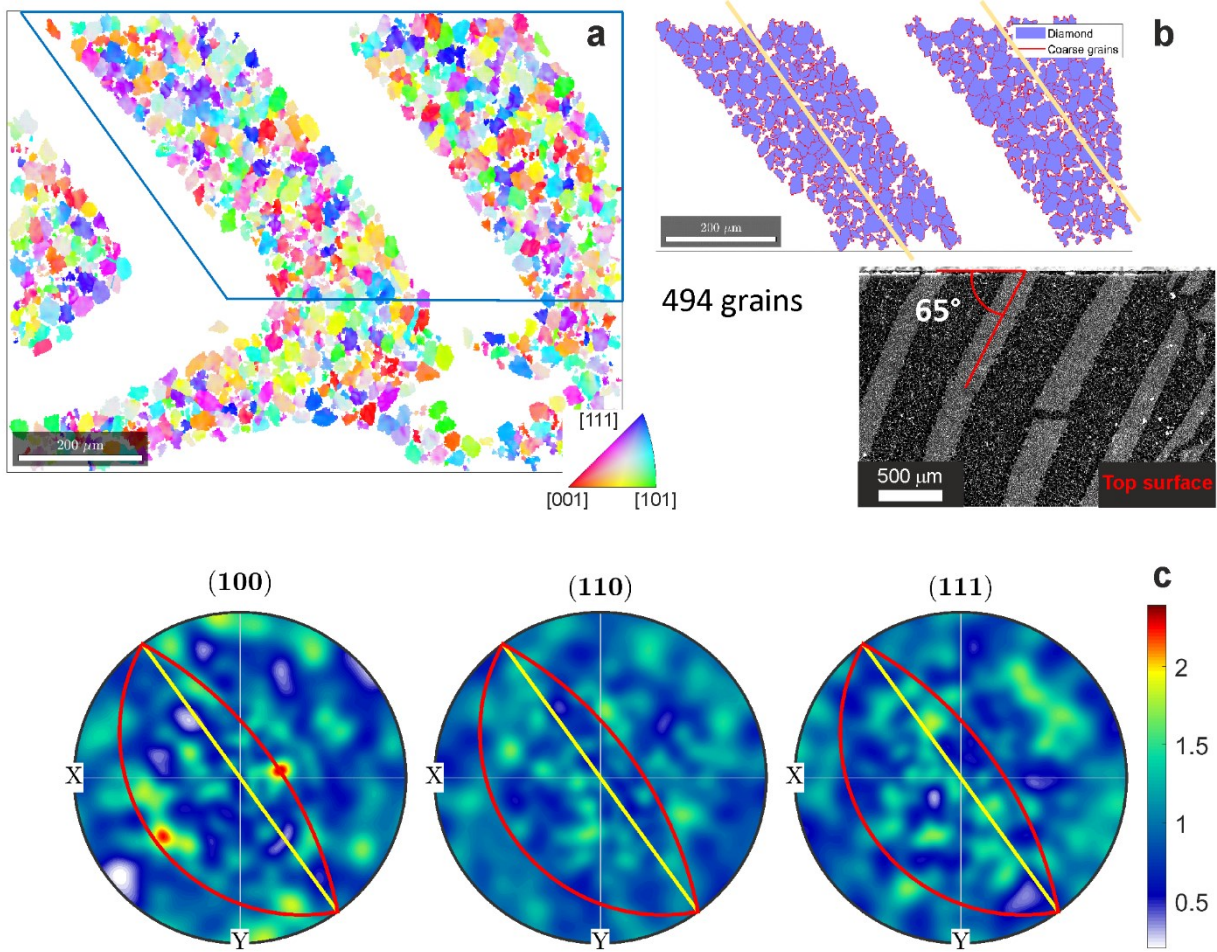 a
200 μm
[111]
[001]
[101]
b
Diamond
Coarse grains
200 μm
494 grains
65°
500 μm
Top surface
c
(100)
(110)
(111)
X
Y
X
Y
X
Y
2
1.5
1
0.5